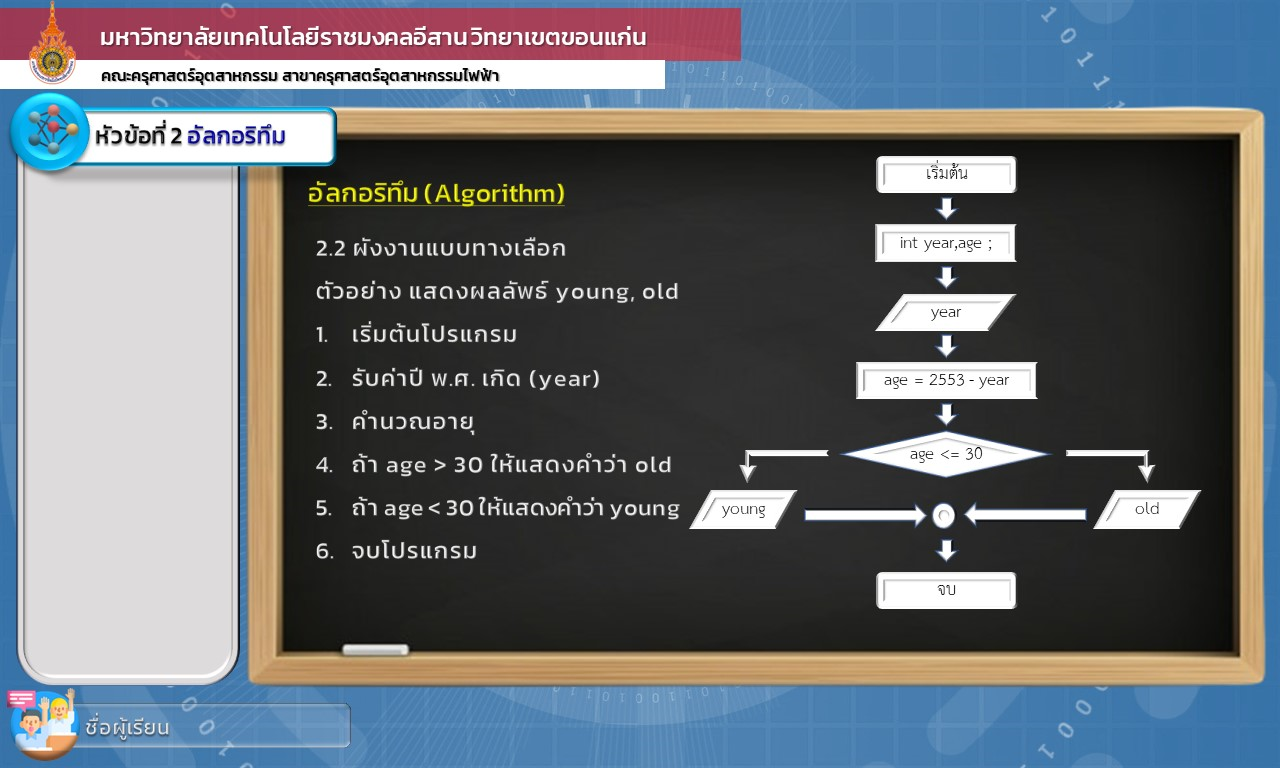 มหาวิทยาลัยเทคโนโลยีราชมงคลอีสาน วิทยาเขตขอนแก่น
คณะครุศาสตร์อุตสาหกรรม สาขาครุศาสตร์อุตสาหกรรมไฟฟ้า
หัวข้อที่ 2 อัลกอริทึม
อัลกอริทึม (Algorithm)
2.2 ผังงานแบบทางเลือก
ตัวอย่าง แสดงผลลัพธ์ young, old
1. เริ่มต้นโปรแกรม
2. รับค่าปี พ.ศ. เกิด (year)
3. คำนวณอายุ
4. ถ้า age > 30 ให้แสดงคำว่า old
5. ถ้า age < 30 ให้แสดงคำว่า young
6. จบโปรแกรม
เริ่มต้น
int year,age ;
year
age = 2553 - year
age <= 30
young
old
จบ
ชื่อผู้เรียน